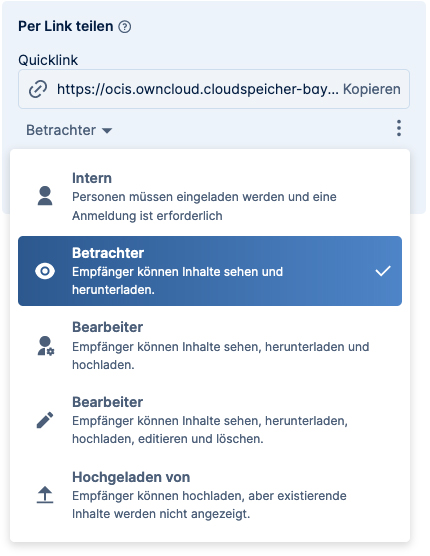 Per Link teilen
Quicklink
https://ocis.owncloud.cloudspeicher-bay... Kopieren
Betrachter
Intern
Personen müssen eingeladen werden und eine
Anmeldung ist erforderlich
Betrachter
Empfänger können Inhalte sehen und
herunterladen.
Bearbeiter
Empfänger können Inhalte sehen, herunterladen und
hochladen.
Bearbeiter
Empfänger können Inhalte sehen, herunterladen,
hochladen, editieren und löschen.
Hochgeladen von
Empfänger können hochladen, aber existierende
Inhalte werden nicht angezeigt.